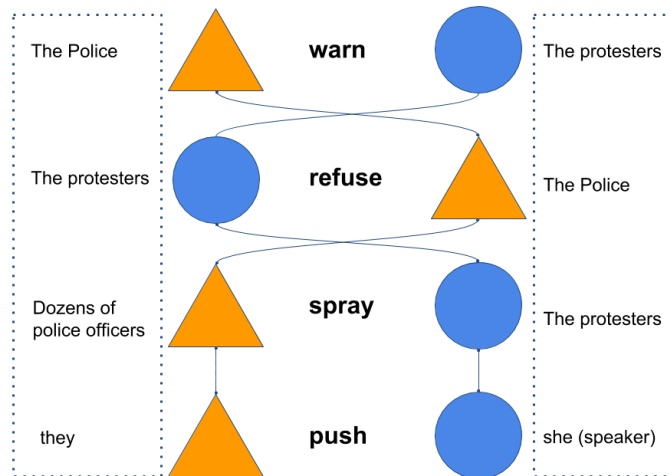 The Police
warn
The protesters
The protesters
refuse
The Police
Dozens of
police officers
spray
The protesters
they
push
she (speaker)